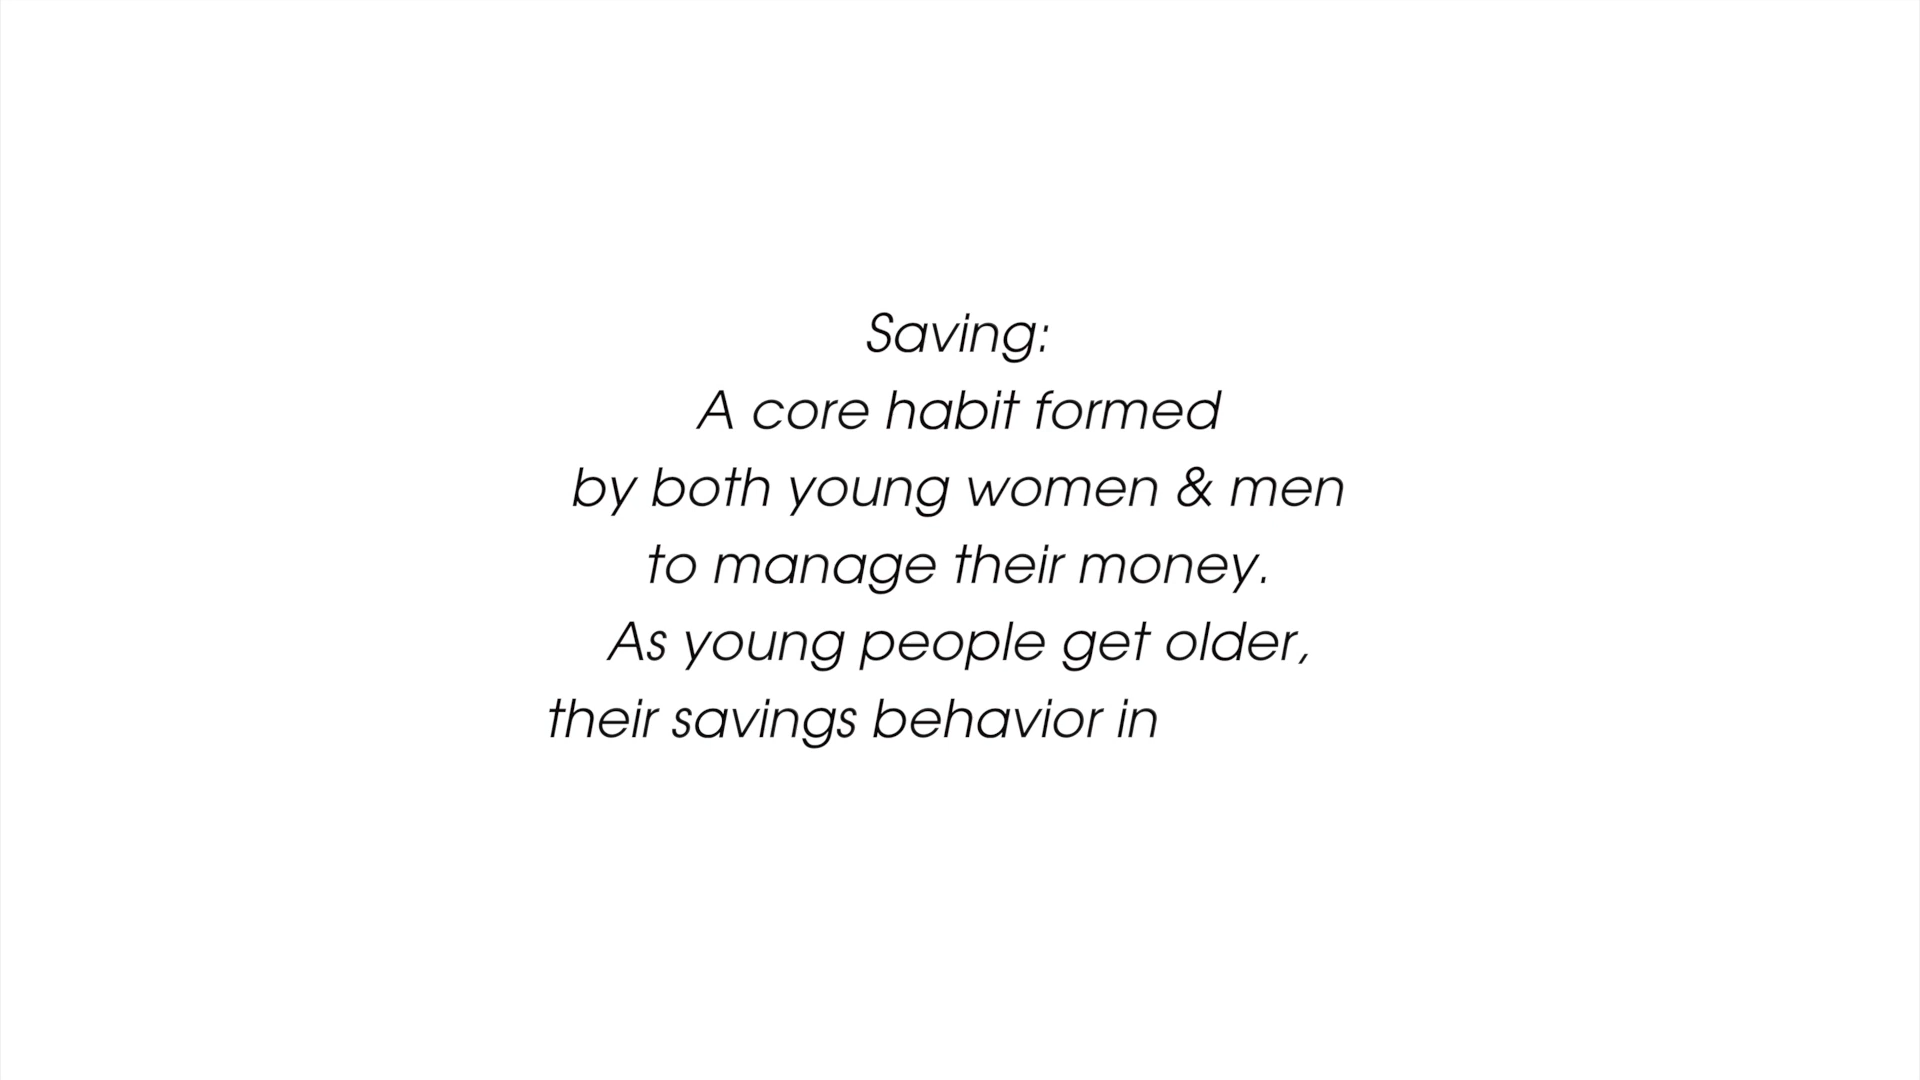 Saving:
A core habit formed
by both young women & men
to manage their money.
As young people get older,
their savings behavior in